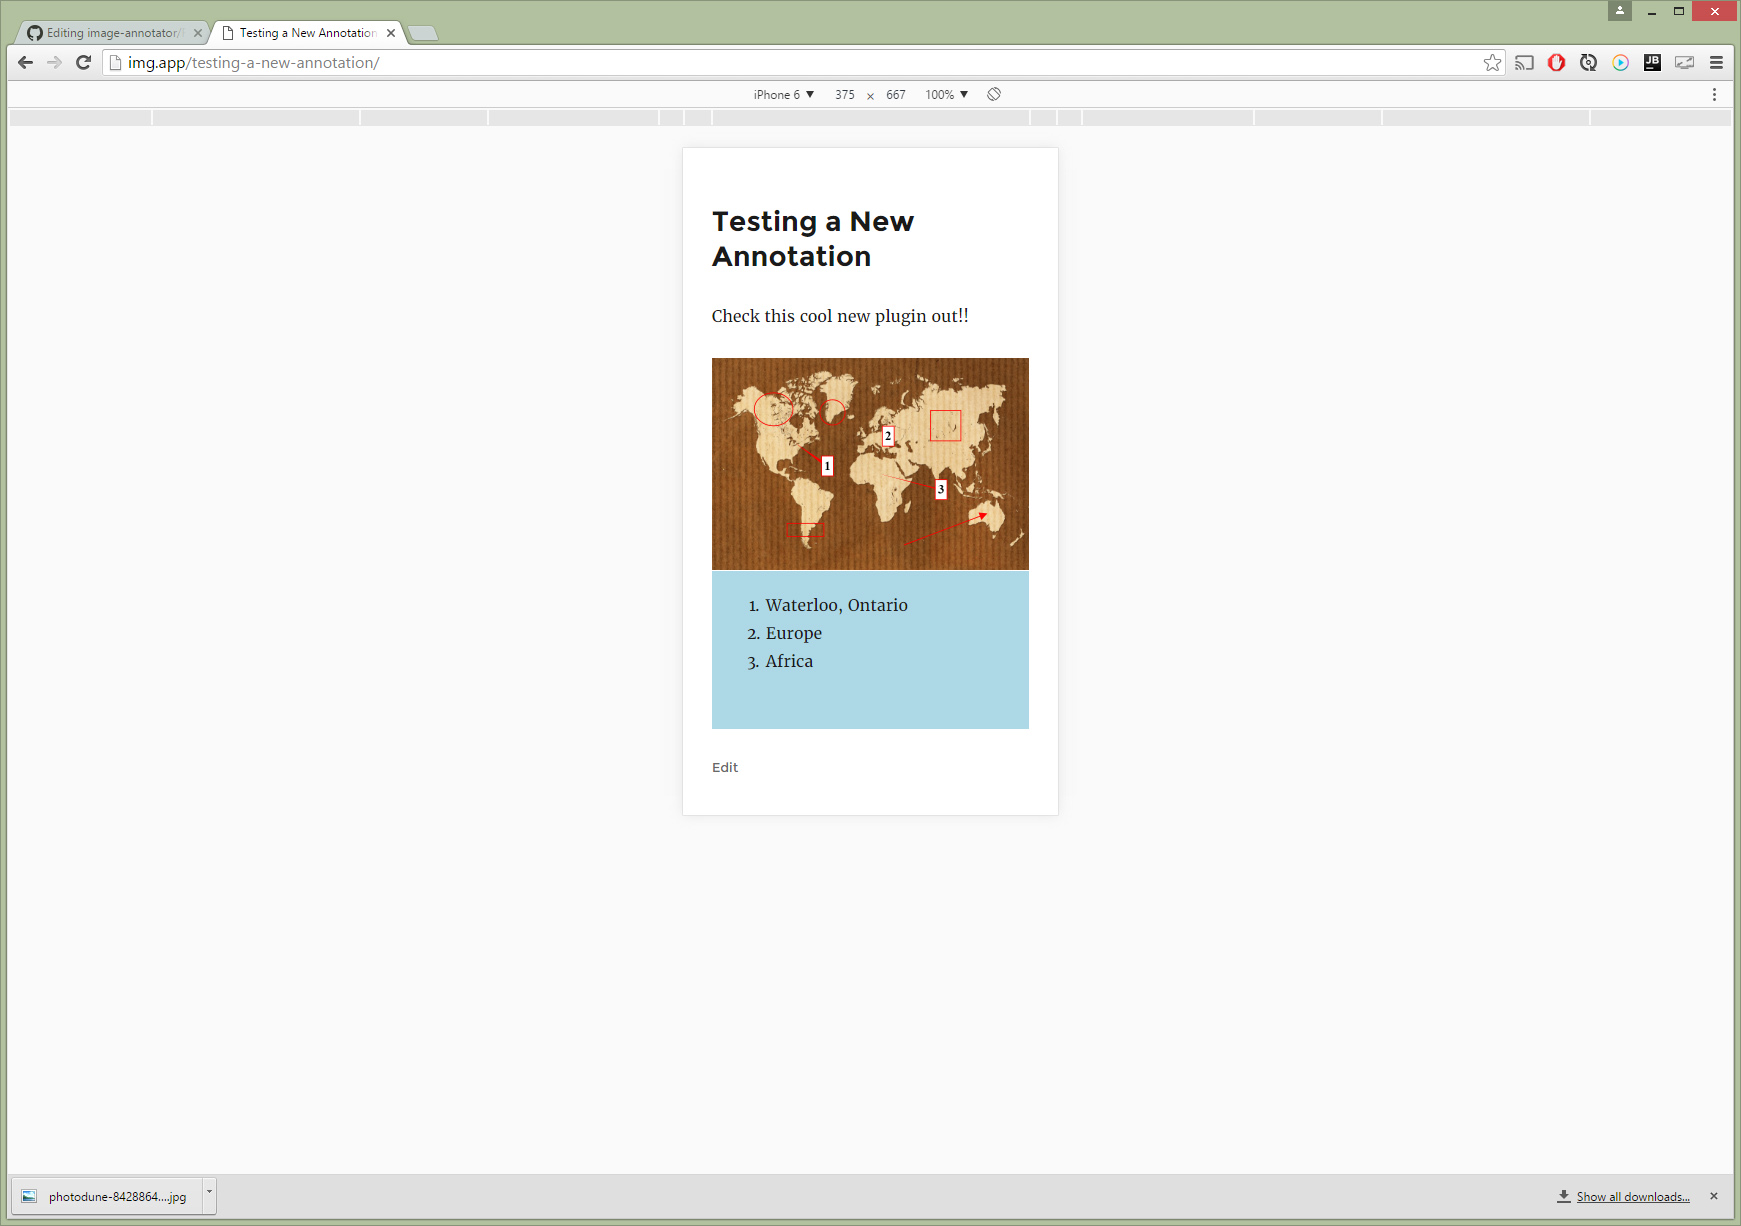 Editing image-annotator/
Testing a New Annotation
img.app/testing-a-new-annotation/
JB
iPhone 6 ▼ 375 × 667 100% ▼
Testing a New
Annotation
Check this cool new plugin out!!
2
1
3
1. Waterloo, Ontario
2. Europe
3. Africa
Edit
photodune-8428864....jpg
Show all downloads...